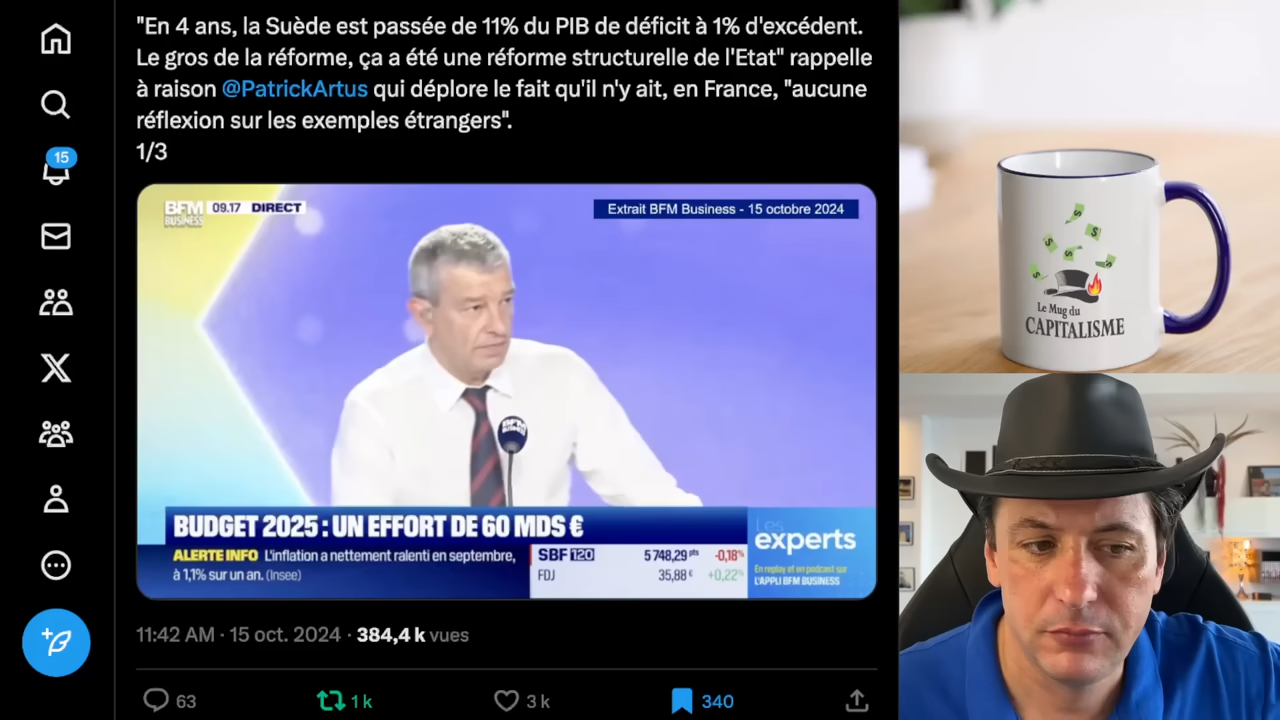 "En 4 ans, la Suède est passée de 11% du PIB de déficit à 1% d'excédent.
Le gros de la réforme, ça a été une réforme structurelle de l'Etat" rappelle
à raison @PatrickArtus qui déplore le fait qu'il n'y ait, en France, "aucune
réflexion sur les exemples étrangers".
1/3
15
BFM
BUSINESS
09.17 DIRECT
Extrait BFM Business - 15 octobre 2024
BFM
BUSINESS
BUDGET 2025 : UN EFFORT DE 60 MDS €
ALERTE INFO L'inflation a nettement ralenti en septembre,
à 1,1% sur un an. (Insee)
SBF 120 5 748,29 pts -0,18%
FDJ 35,88 € +0,22%
Les
experts
En replay et en podcast sur
L'APPLI BFM BUSINESS
11:42 AM · 15 oct. 2024 · 384,4 k vues
63 1 k 3 k 340
Le Mug du
CAPITALISME